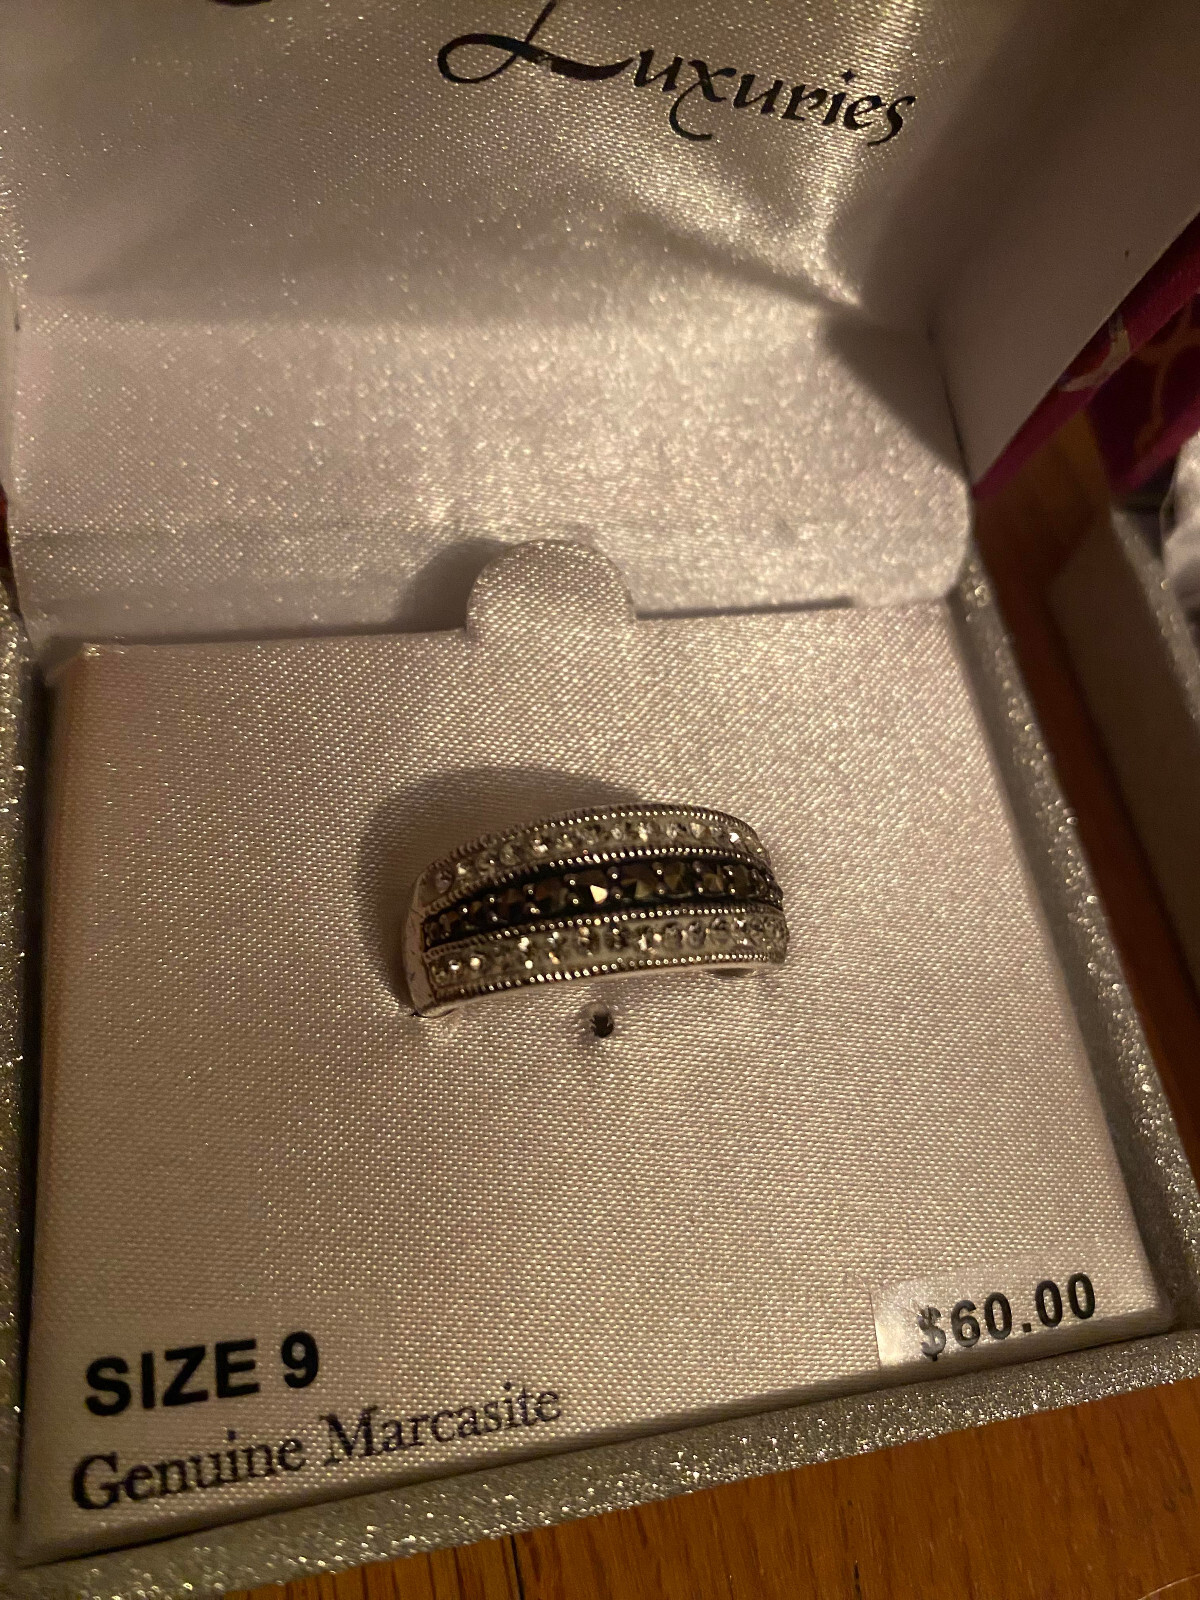 Luxuries
$60.00
SIZE 9
Genuine Marcasite